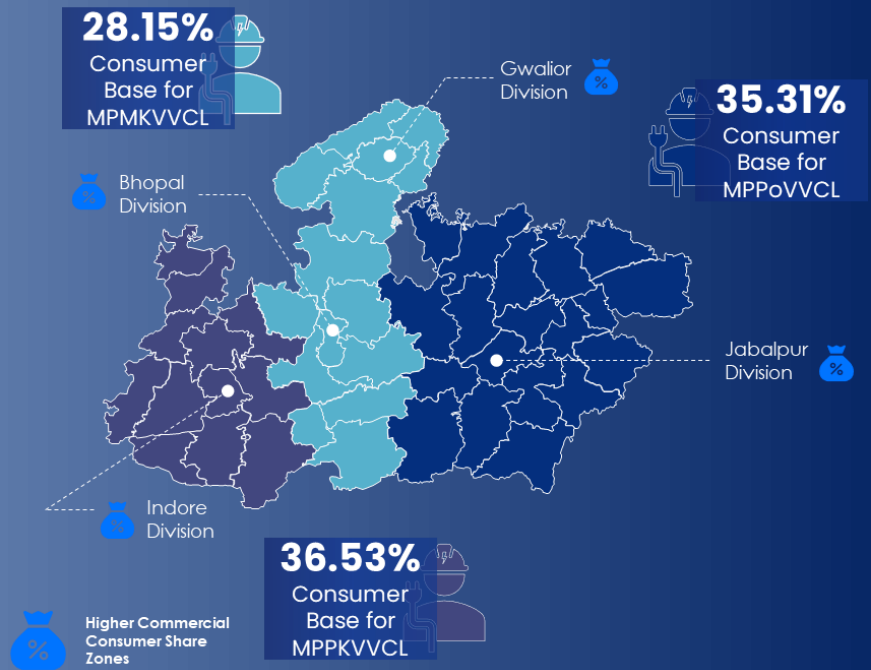 28.15%
Consumer
Base for
MPMKVVCL
Gwalior
Division
%
35.31%
Consumer
Base for
MPPoVVCL
%
Bhopal
Division
Jabalpur
Division
%
%
Indore
Division
36.53%
Consumer
Base for
MPPKVVCL
%
Higher Commercial
Consumer Share
Zones